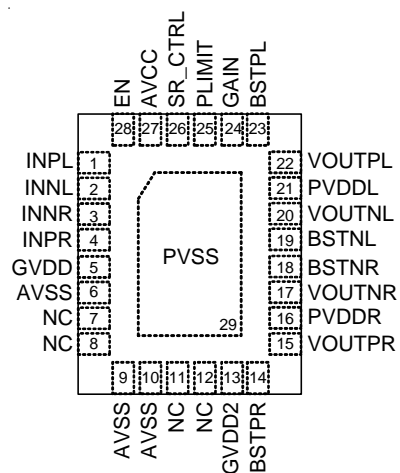 EN
AVCC
SR_CTRL
PLIMIT
GAIN
BSTPL
28
27
26
25
24
23
INPL 1
INNL 2
INNR 3
INPR 4
GVDD 5
AVSS 6
NC 7
NC 8
PVSS
29
22 VOUTPL
21 PVDDL
20 VOUTNL
19 BSTNL
18 BSTNR
17 VOUTNR
16 PVDDR
15 VOUTPR
9
10
11
12
13
14
AVSS
AVSS
NC
NC
GVDD2
BSTPR